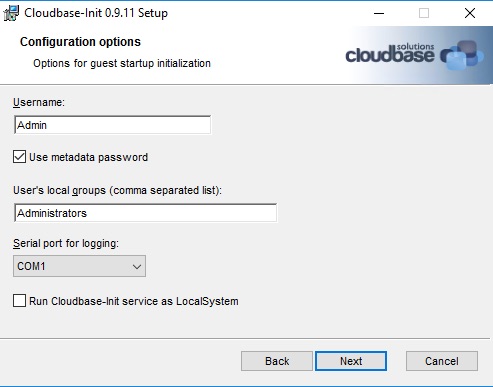 Cloudbase-Init 0.9.11 Setup
Configuration options
Options for guest startup initialization
solutions
cloudbase
Username:
Admin
Use metadata password
User's local groups (comma separated list):
Administrators
Serial port for logging:
COM1
Run Cloudbase-Init service as LocalSystem
Back Next Cancel